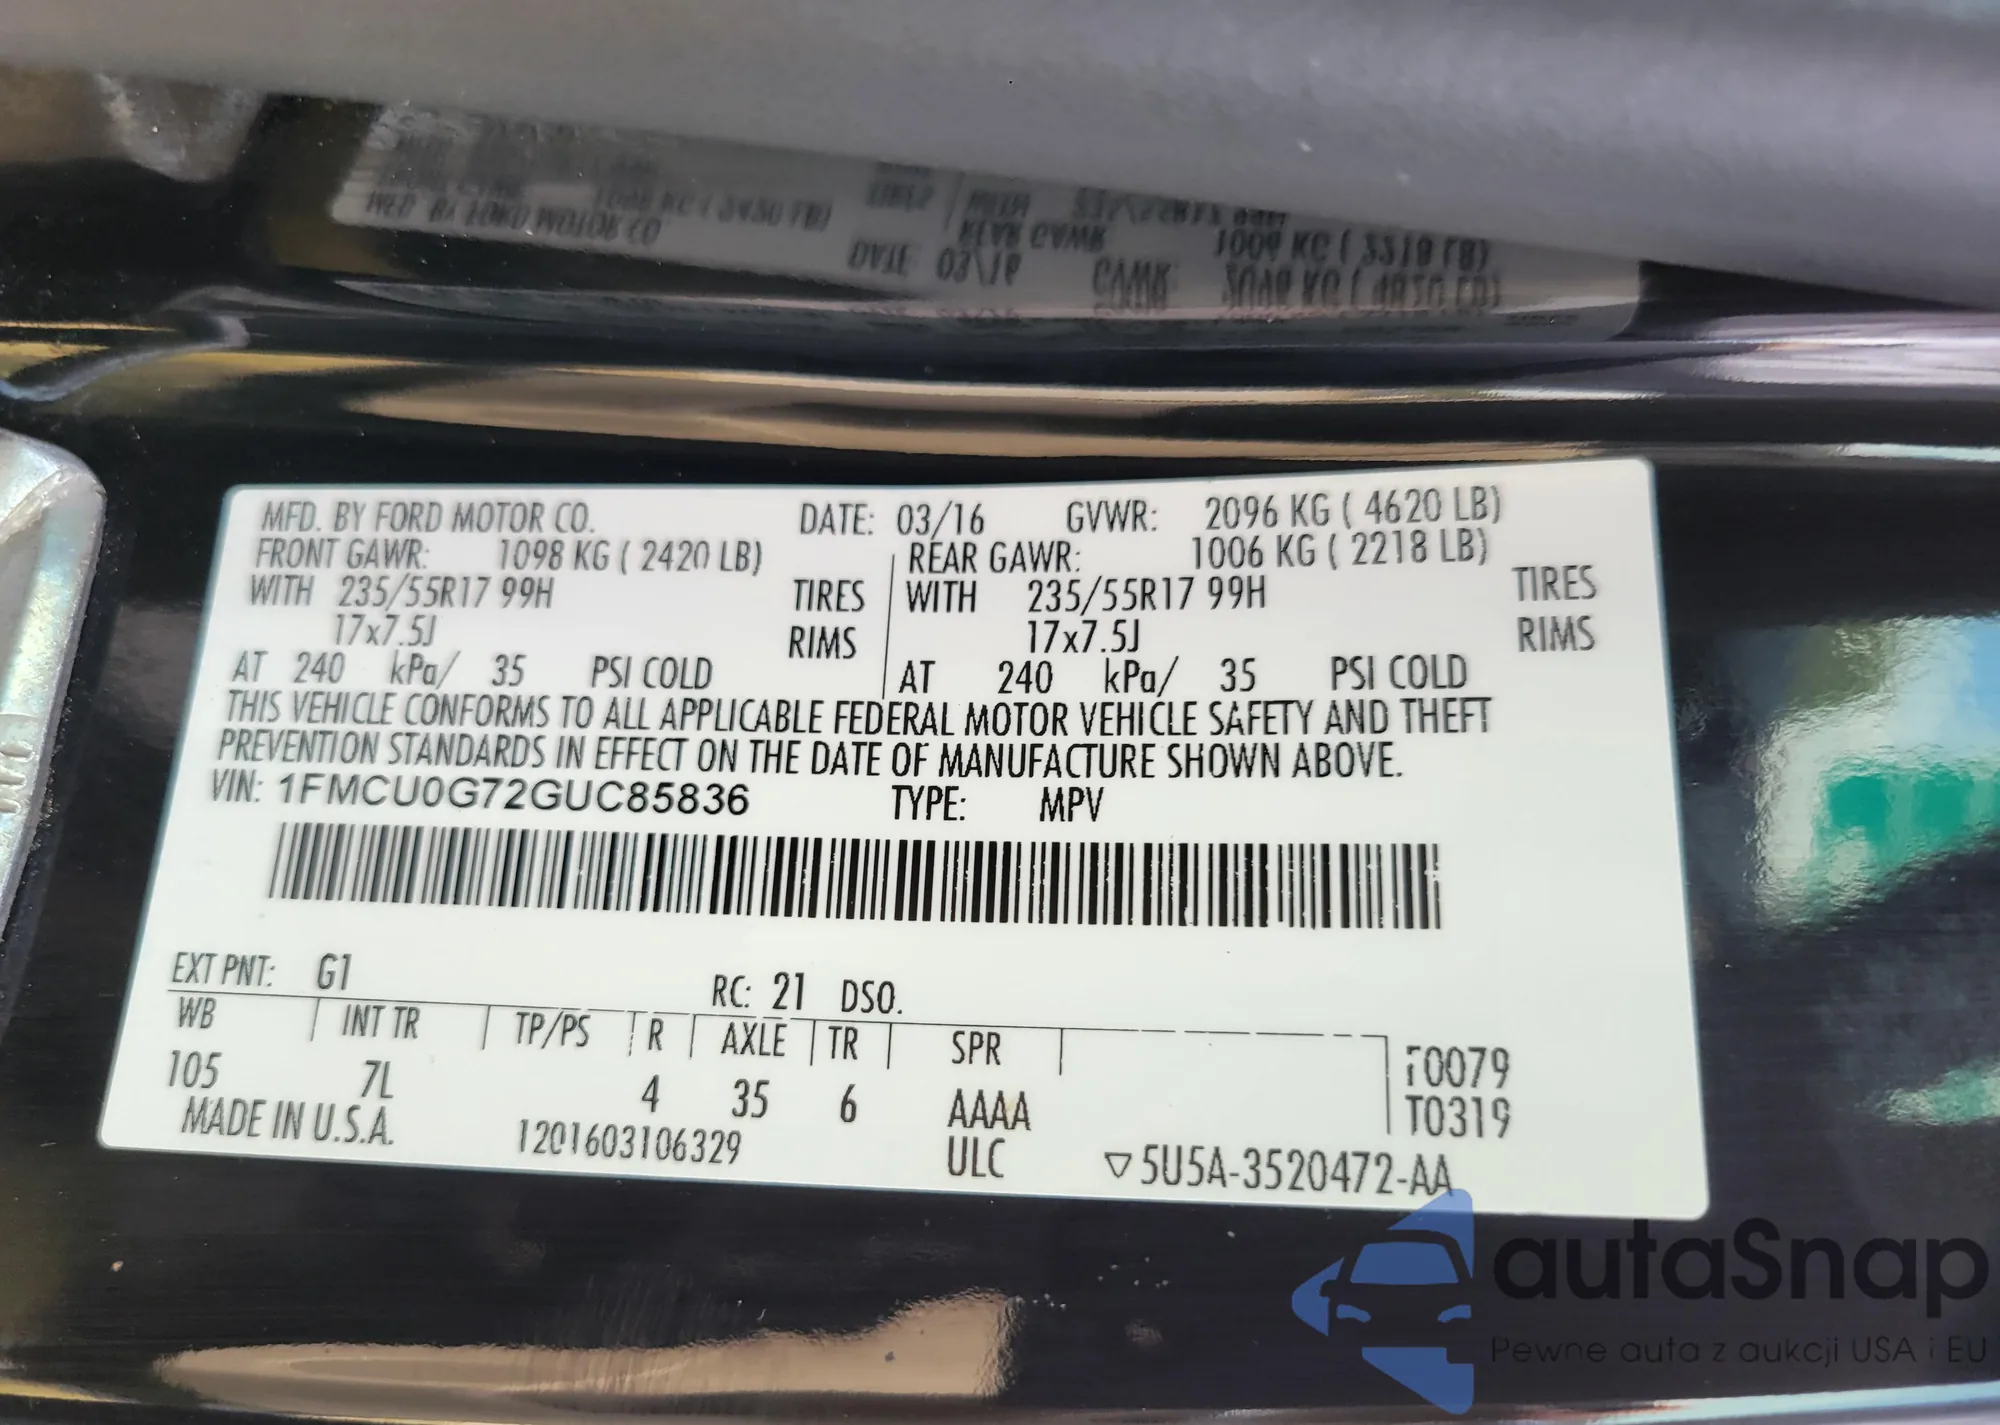 MFD. BY FORD MOTOR CO. DATE: 03/16 GVWR: 2096 KG ( 4620 LB)
FRONT GAWR: 1098 KG ( 2420 LB) REAR GAWR: 1006 KG ( 2218 LB)
WITH 235/55R17 99H TIRES WITH 235/55R17 99H TIRES
17x7.5J RIMS 17x7.5J RIMS
AT 240 kPa/ 35 PSI COLD AT 240 kPa/ 35 PSI COLD
THIS VEHICLE CONFORMS TO ALL APPLICABLE FEDERAL MOTOR VEHICLE SAFETY AND THEFT
PREVENTION STANDARDS IN EFFECT ON THE DATE OF MANUFACTURE SHOWN ABOVE.
VIN: 1FMCU0G72GUC85836 TYPE: MPV
EXT PNT: G1 RC: 21 DSO.
WB INT TR TP/PS R AXLE TR SPR
105 7L 4 35 6 AAAA
F0079
T0319
MADE IN U.S.A. 1201603106329 ULC ▽5U5A-3520472-AA
autaSnap
Pewne auta z aukcji USA i EU